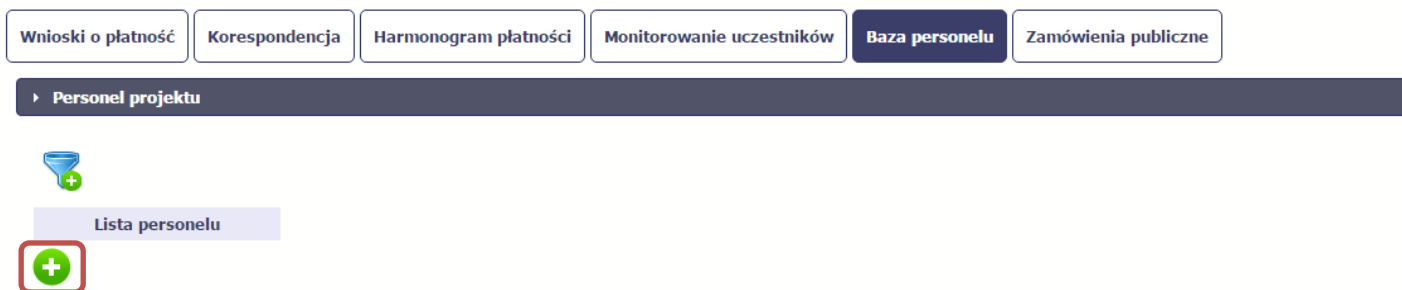 Wnioski o płatność Korespondencja Harmonogram płatności Monitorowanie uczestników Baza personelu Zamówienia publiczne
Personel projektu
Lista personelu